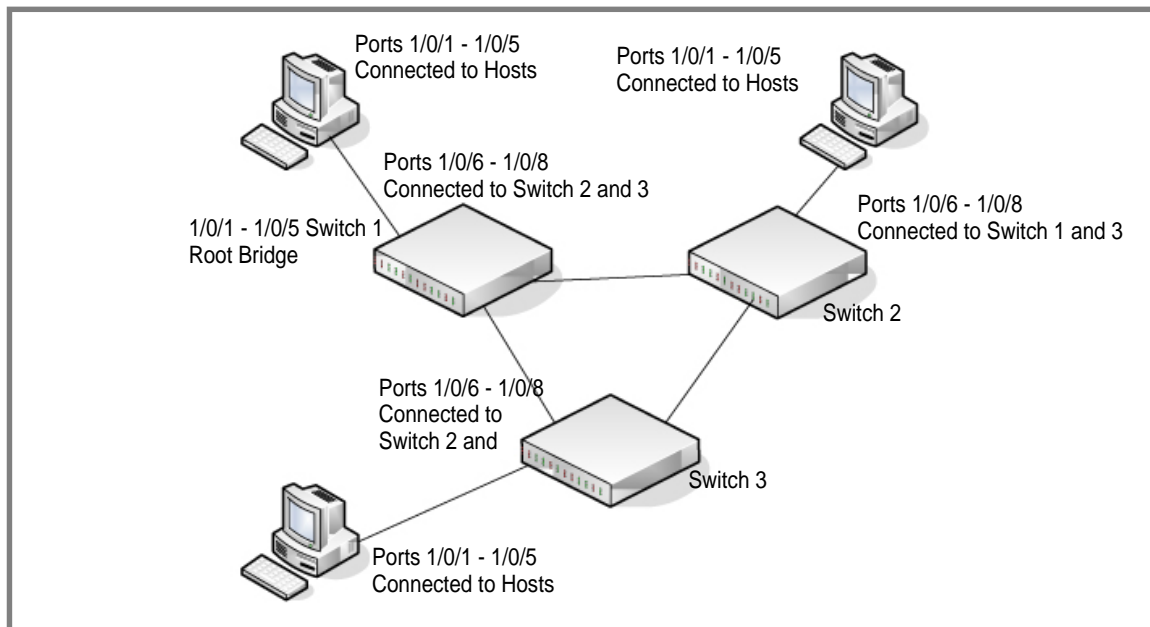 Ports 1/0/1 - 1/0/5
Connected to Hosts
Ports 1/0/1 - 1/0/5
Connected to Hosts
Ports 1/0/6 - 1/0/8
Connected to Switch 2 and 3
1/0/1 - 1/0/5 Switch 1
Root Bridge
Ports 1/0/6 - 1/0/8
Connected to Switch 1 and 3
Switch 2
Ports 1/0/6 - 1/0/8
Connected to
Switch 2 and
Switch 3
Ports 1/0/1 - 1/0/5
Connected to Hosts